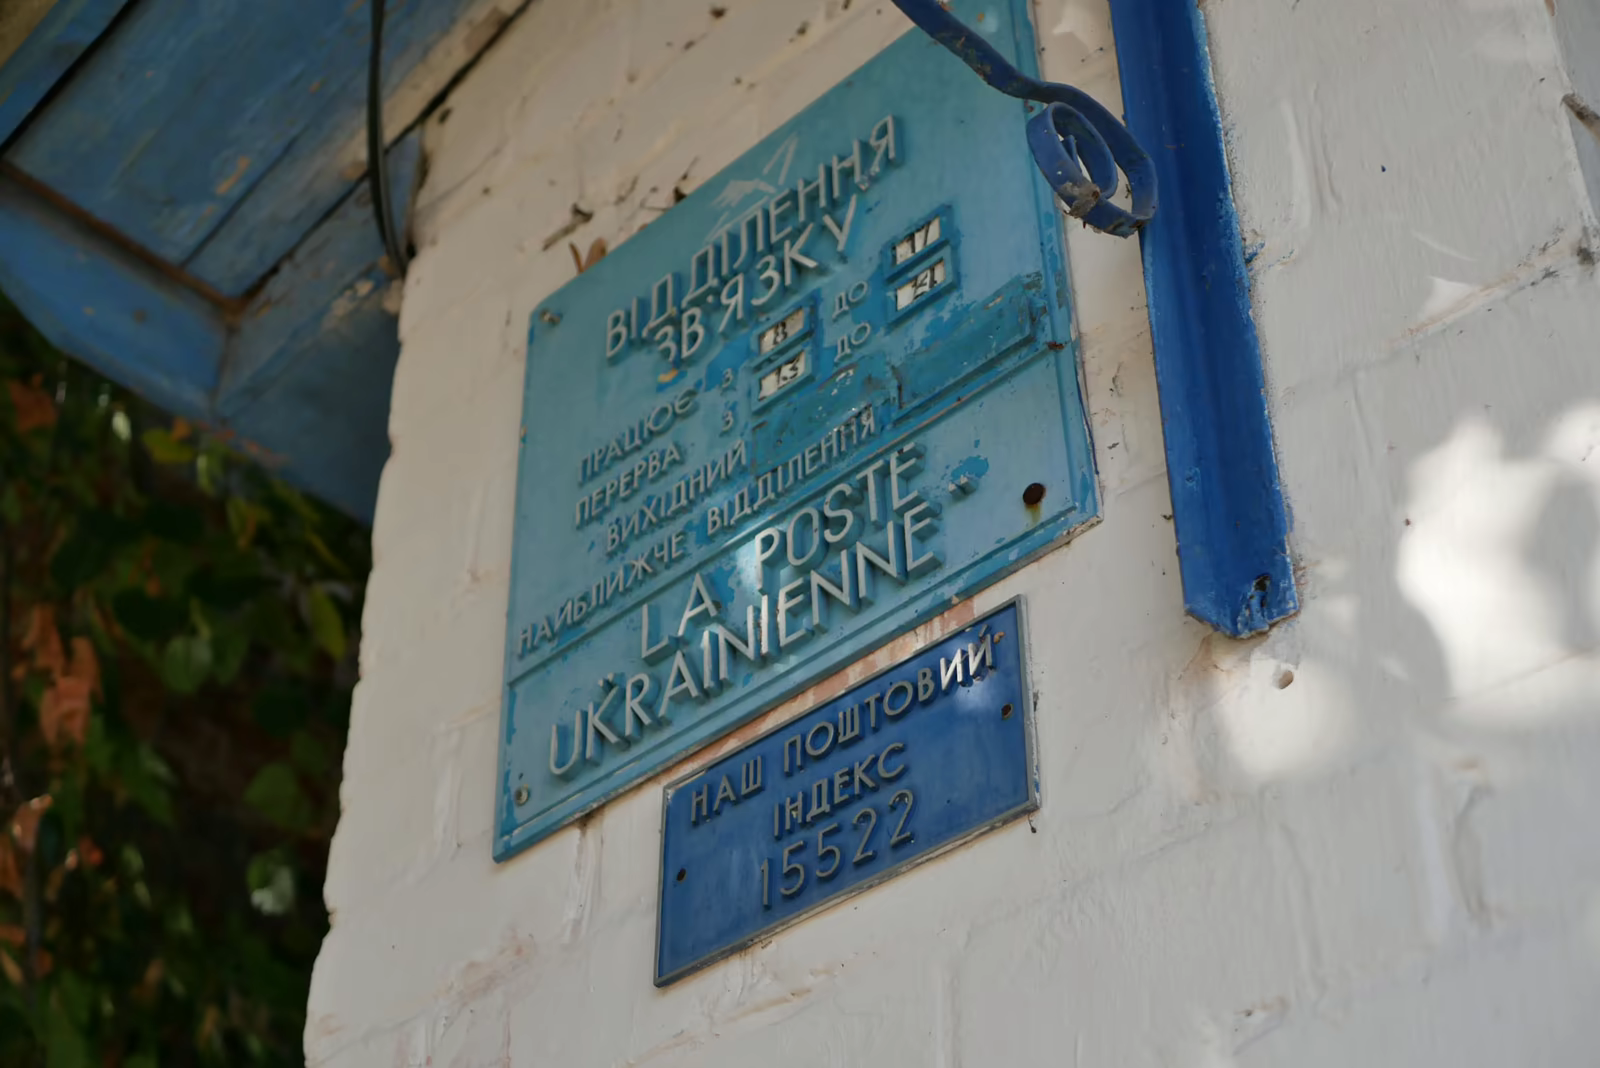 ВІДДІЛЕННЯ
ЗВ'ЯЗКУ
ПРАЦЮЄ З 8 ДО 17
ПЕРЕРВА З 13 ДО 14
ВИХІДНИЙ
НАЙБЛИЖЧЕ ВІДДІЛЕННЯ
LA POSTE
UKRAINIENNE
НАШ ПОШТОВИЙ
ІНДЕКС
15522